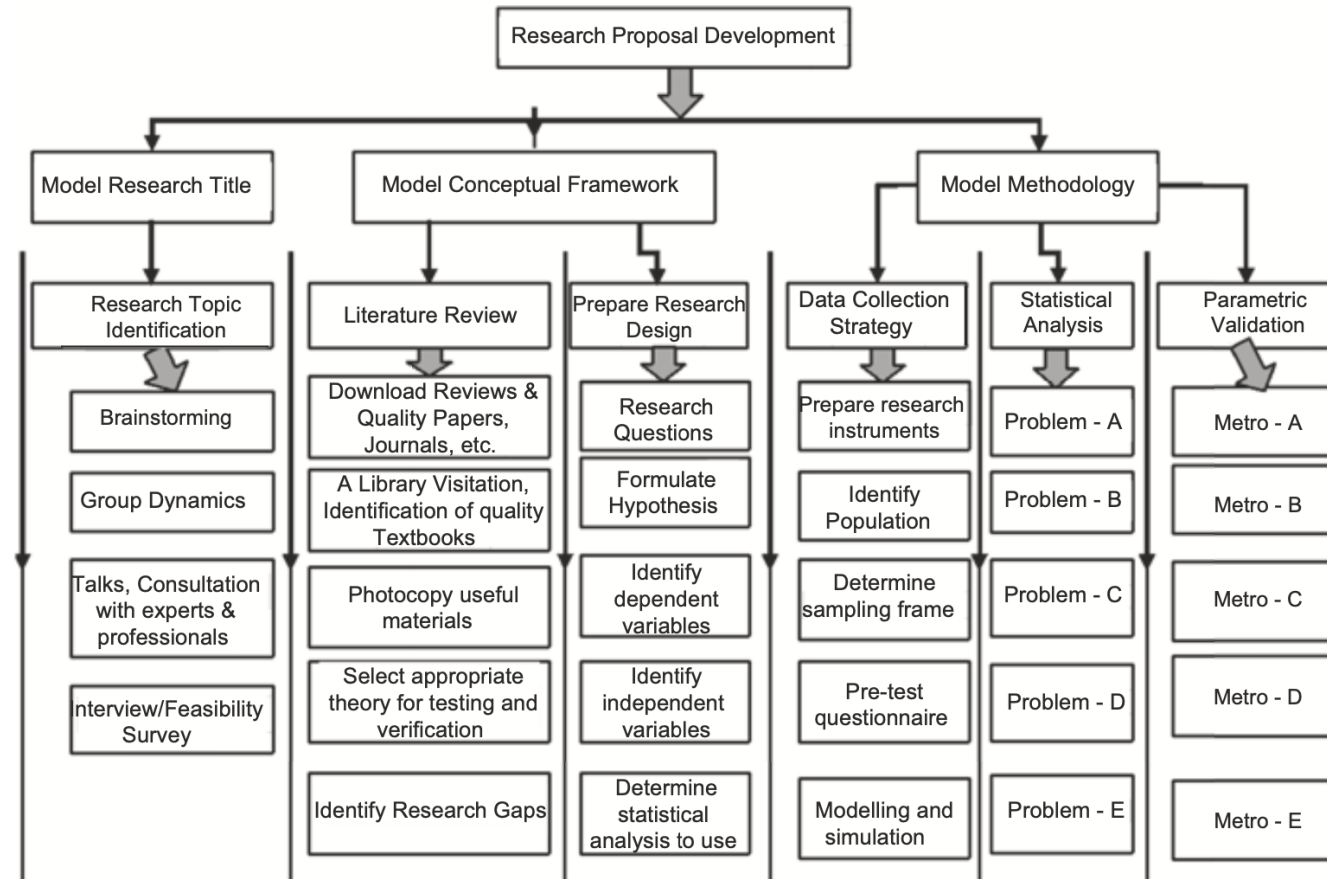 Research Proposal Development
Model Research Title
Model Conceptual Framework
Model Methodology
Research Topic
Identification
Literature Review
Prepare Research
Design
Data Collection
Strategy
Statistical
Analysis
Parametric
Validation
Brainstorming
Group Dynamics
Talks, Consultation
with experts &
professionals
Interview/Feasibility
Survey
Download Reviews &
Quality Papers,
Journals, etc.
A Library Visitation,
Identification of quality
Textbooks
Photocopy useful
materials
Select appropriate
theory for testing and
verification
Identify Research Gaps
Research
Questions
Formulate
Hypothesis
Identify
dependent
variables
Identify
independent
variables
Determine
statistical
analysis to use
Prepare research
instruments
Identify
Population
Determine
sampling frame
Pre-test
questionnaire
Modelling and
simulation
Problem - A
Problem - B
Problem - C
Problem - D
Problem - E
Metro - A
Metro - B
Metro - C
Metro - D
Metro - E